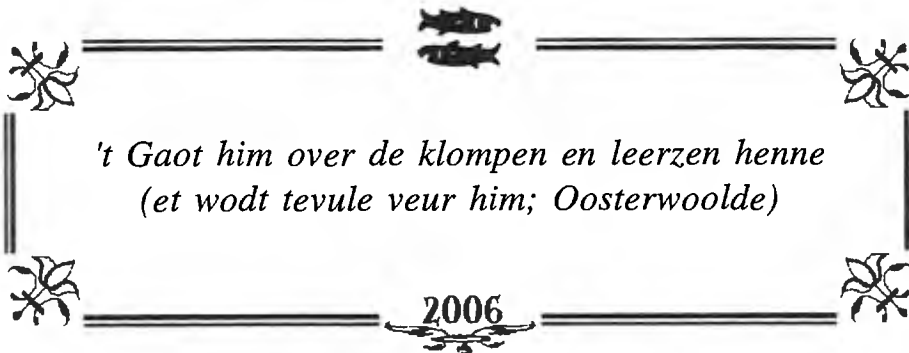 't Gaot him over de klompen en leerzen henne
(et wodt tevule veur him; Oosterwoolde)
2006